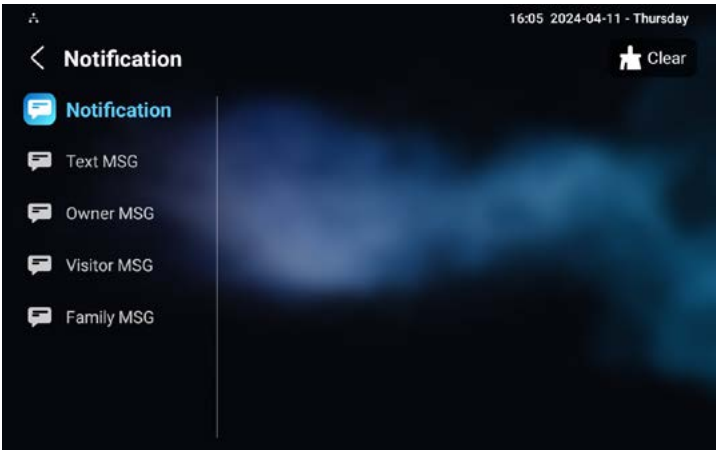 16:05 2024-04-11 - Thursday
Notification
Clear
Notification
Text MSG
Owner MSG
Visitor MSG
Family MSG